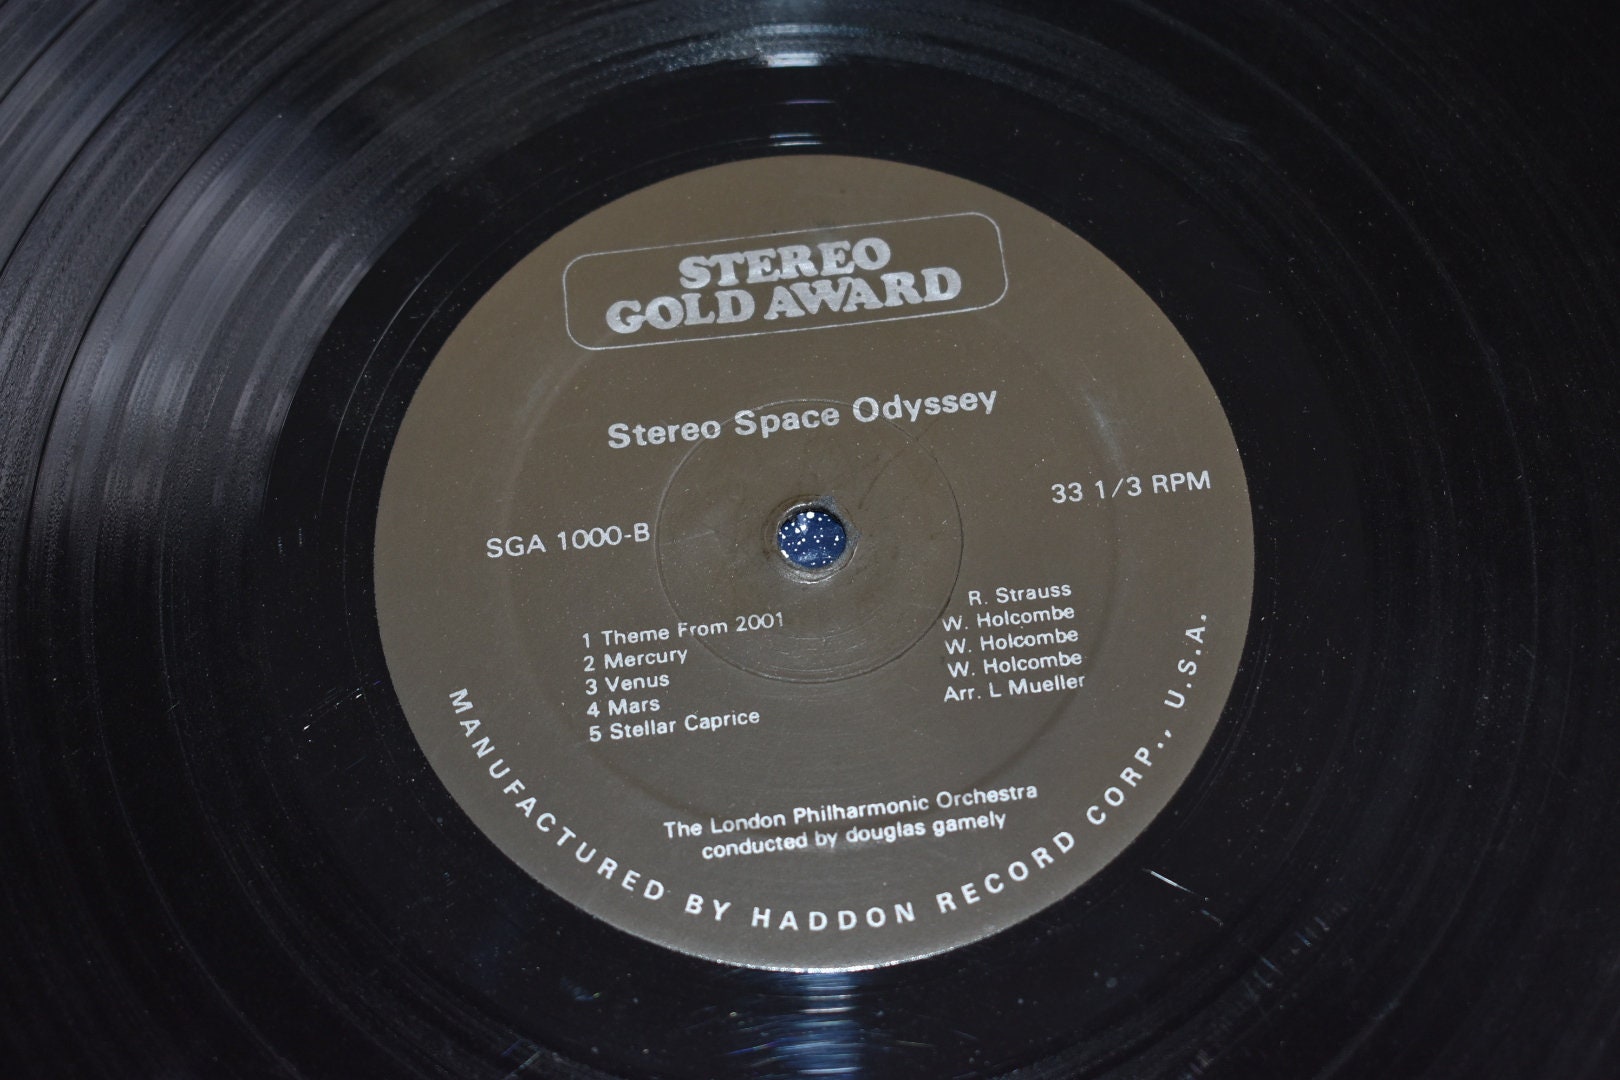 STEREO
GOLD AWARD
Stereo Space Odyssey
33 1/3 RPM
SGA 1000-B
1 Theme From 2001 R. Strauss
2 Mercury W. Holcombe
3 Venus W. Holcombe
4 Mars W. Holcombe
5 Stellar Caprice Arr. L Mueller
The London Philharmonic Orchestra
conducted by douglas gamely
MANUFACTURED BY HADDON RECORD CORP., U.S.A.